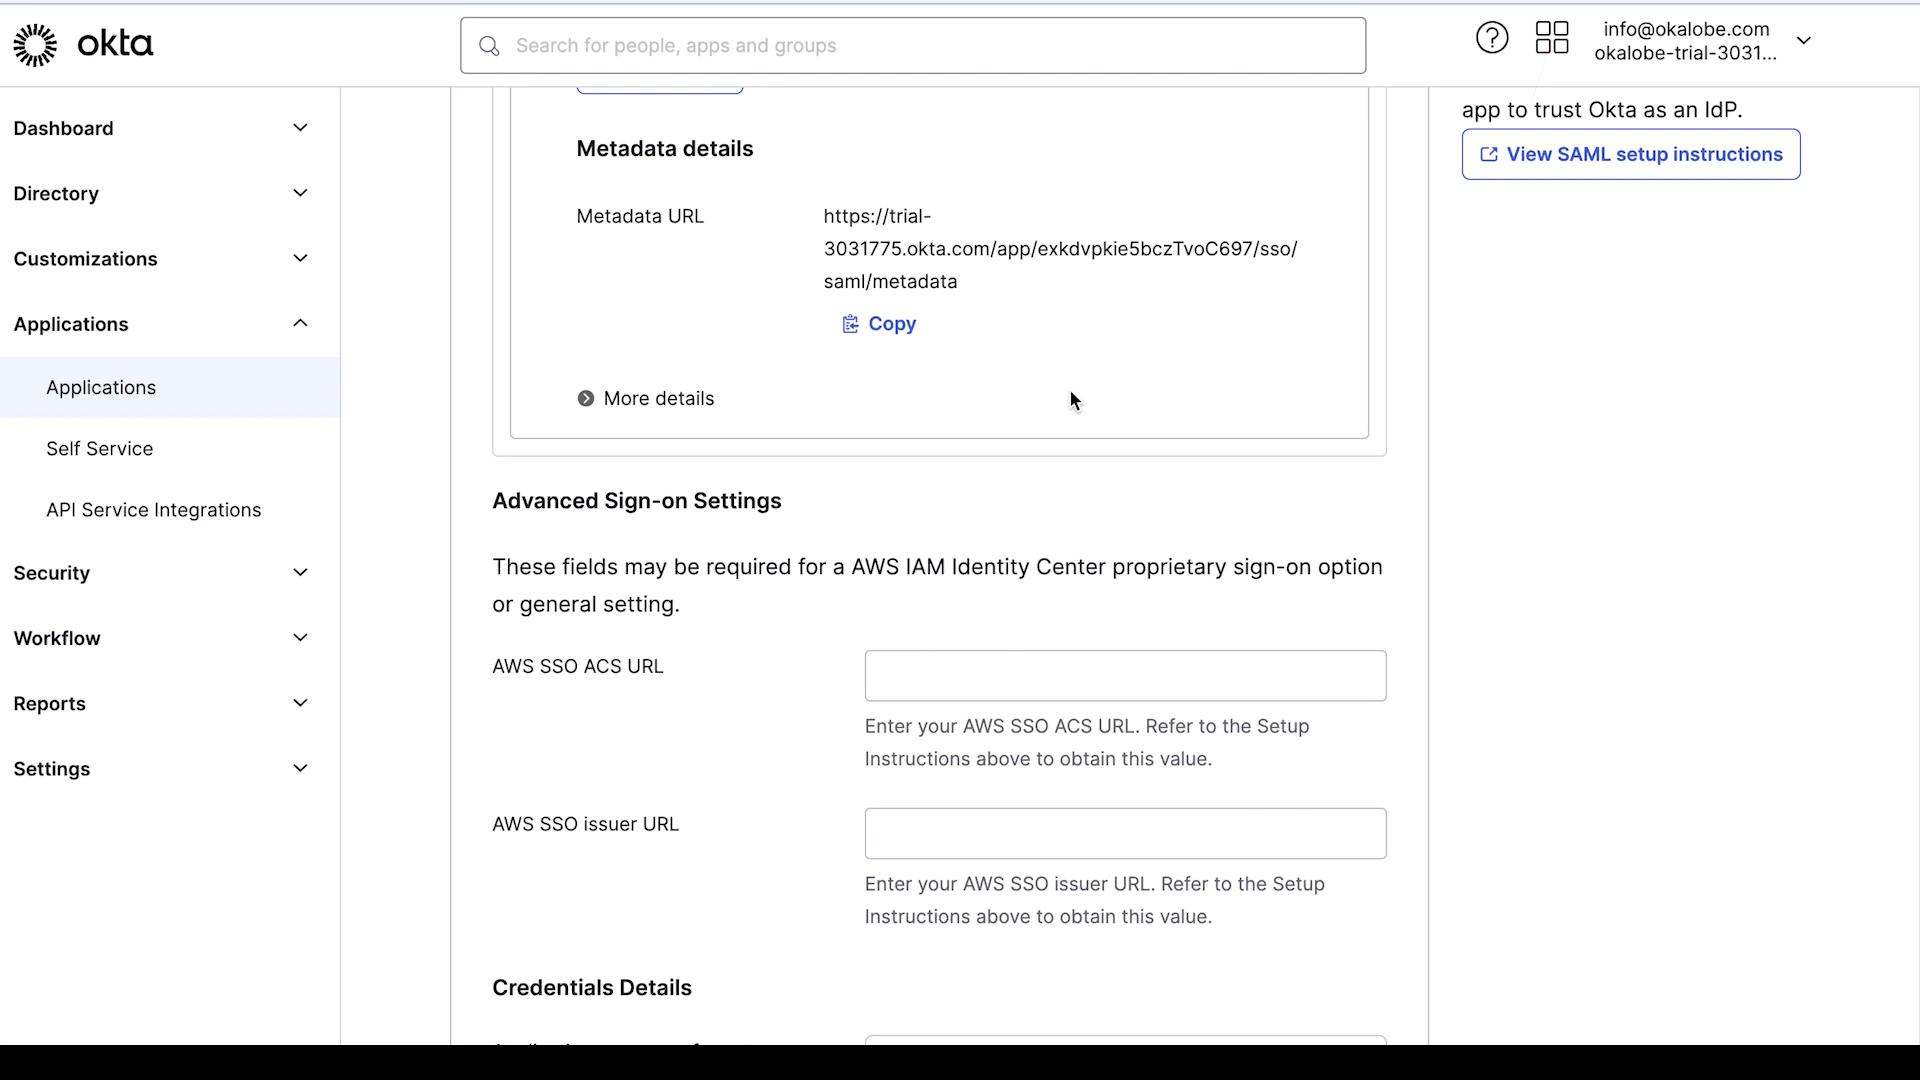 okta
Search for people, apps and groups
info@okalobe.com
okalobe-trial-3031...
Dashboard
Directory
Customizations
Applications
Applications
Self Service
API Service Integrations
Security
Workflow
Reports
Settings
Metadata details
Metadata URL
https://trial-
3031775.okta.com/app/exkdvpkie5bczTvoC697/sso/
saml/metadata
Copy
More details
Advanced Sign-on Settings
These fields may be required for a AWS IAM Identity Center proprietary sign-on option
or general setting.
AWS SSO ACS URL
Enter your AWS SSO ACS URL. Refer to the Setup
Instructions above to obtain this value.
AWS SSO issuer URL
Enter your AWS SSO issuer URL. Refer to the Setup
Instructions above to obtain this value.
Credentials Details
app to trust Okta as an IdP.
View SAML setup instructions